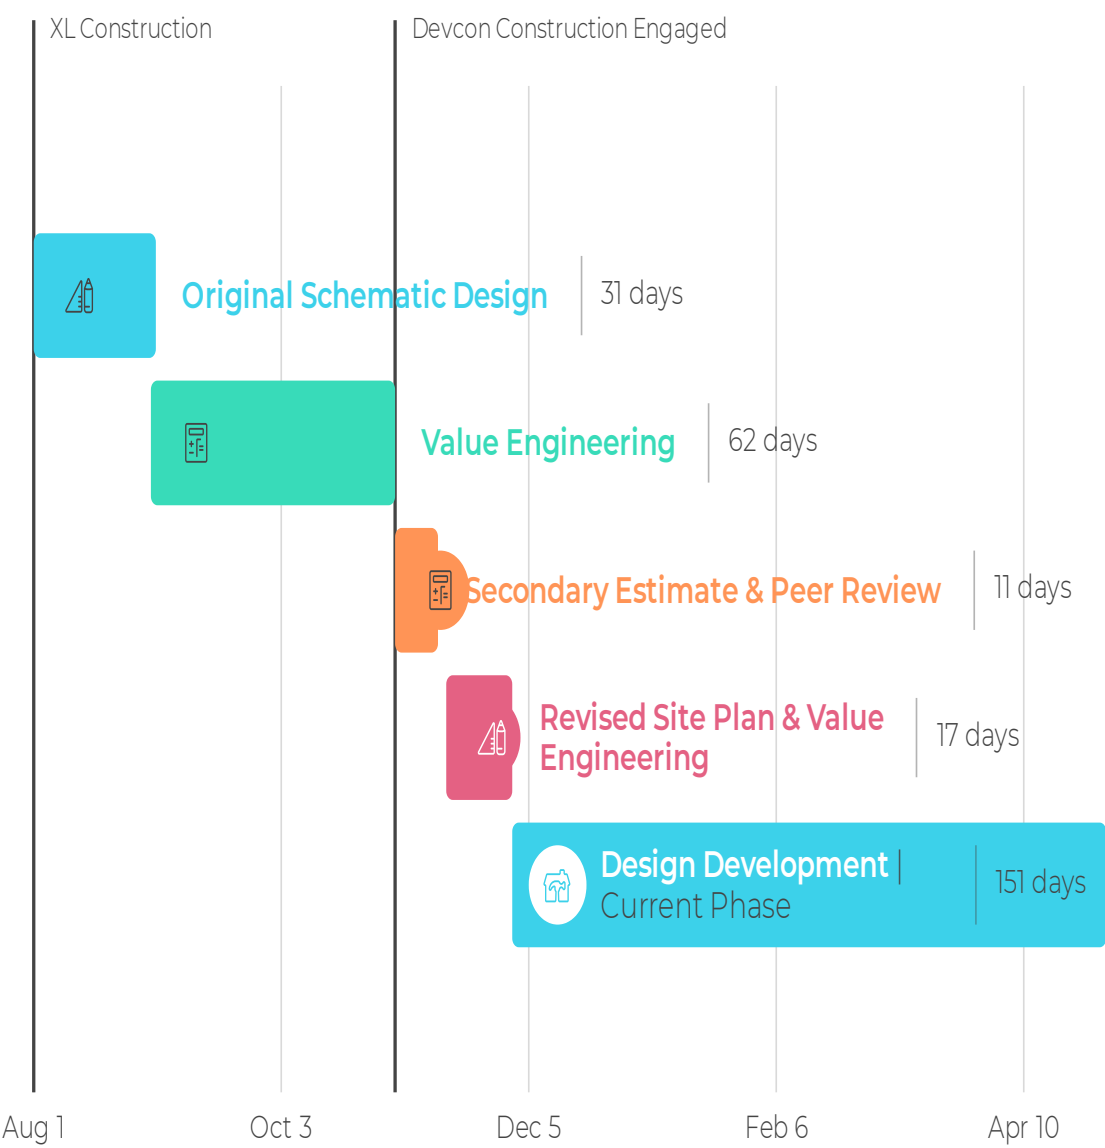 XL Construction
Devcon Construction Engaged
Original Schematic Design
31 days
Value Engineering
62 days
Secondary Estimate & Peer Review
11 days
Revised Site Plan & Value
Engineering
17 days
Design Development |
Current Phase
151 days
Aug 1
Oct 3
Dec 5
Feb 6
Apr 10